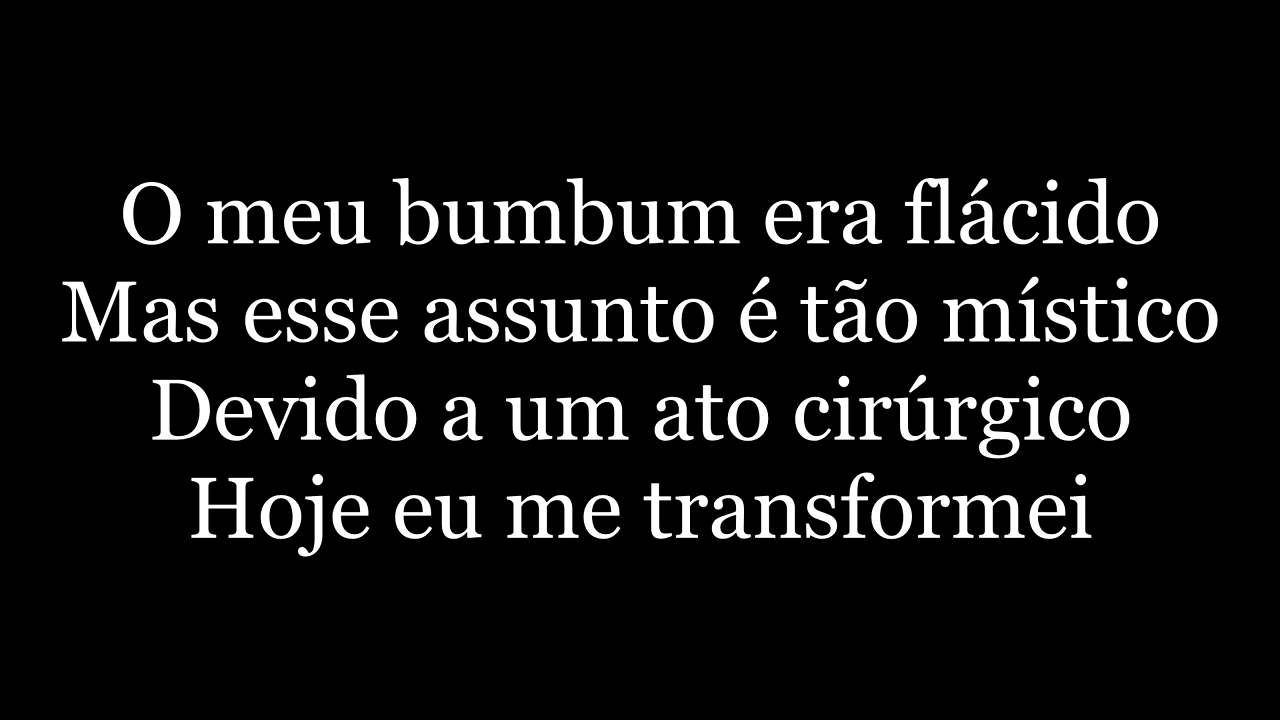 O meu bumbum era flácido
Mas esse assunto é tão místico
Devido a um ato cirúrgico
Hoje eu me transformei